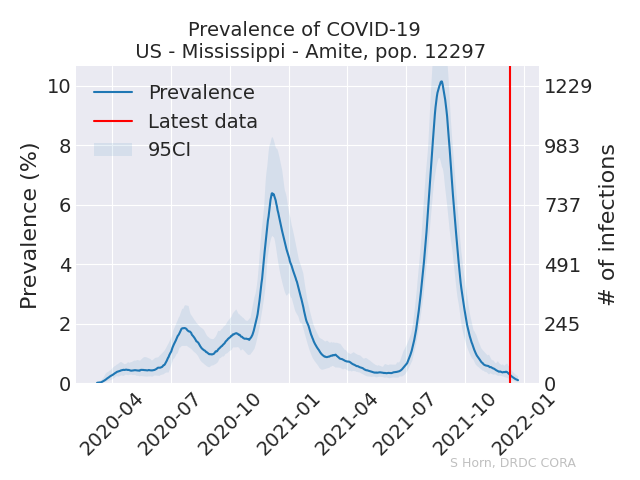 Prevalence of COVID-19
US - Mississippi - Amite, pop. 12297
Prevalence
Latest data
95CI
Prevalence (%)
10
8
6
4
2
0
1229
983
737
491
245
0
# of infections
2020-04
2020-07
2020-10
2021-01
2021-04
2021-07
2021-10
2022-01
S Horn, DRDC CORA